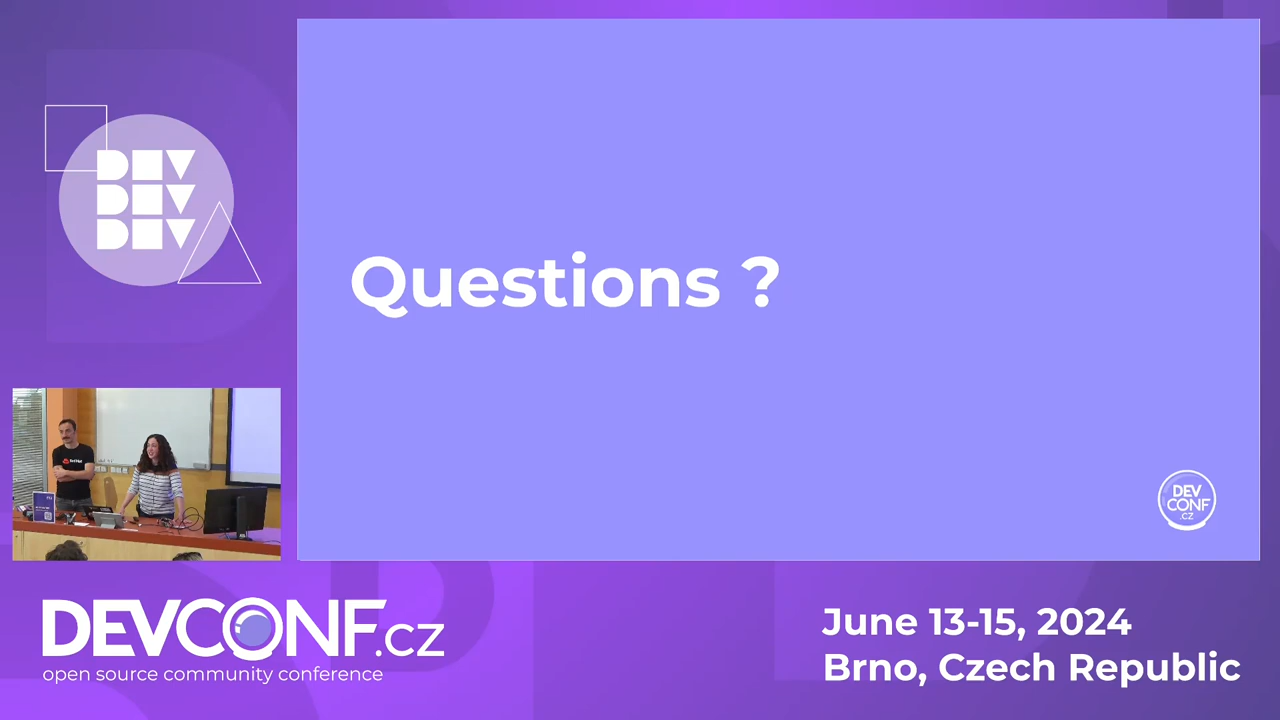 DEV
DEV
DEV
Questions ?
DEV
CONF
.CZ
DEVCONF.cz
open source community conference
June 13-15, 2024
Brno, Czech Republic